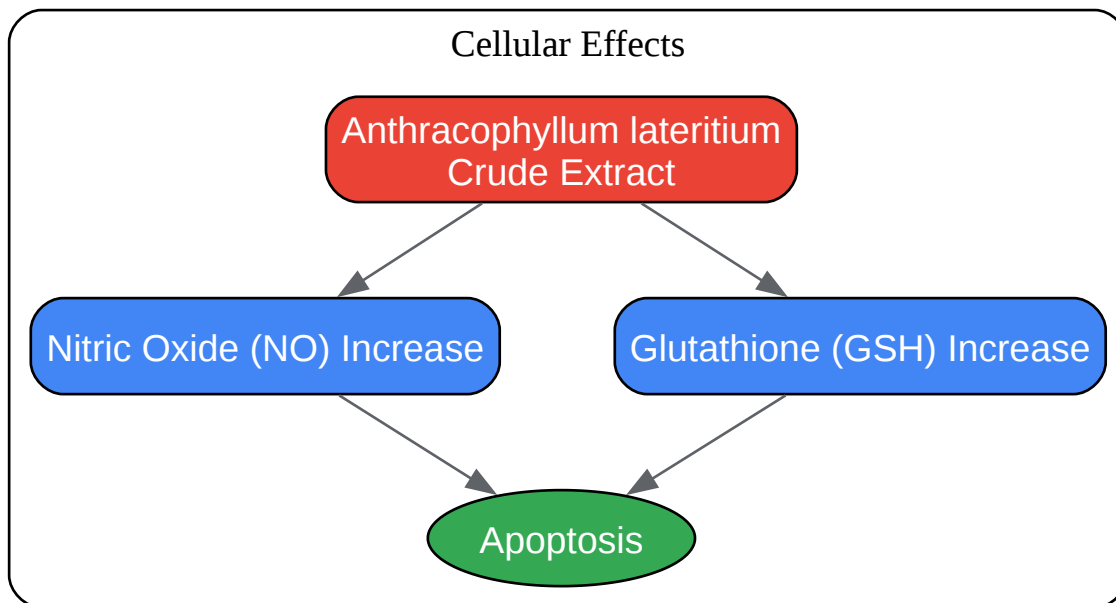 Cellular Effects
Anthracophyllum lateritium
Crude Extract
Nitric Oxide (NO) Increase
Glutathione (GSH) Increase
Apoptosis